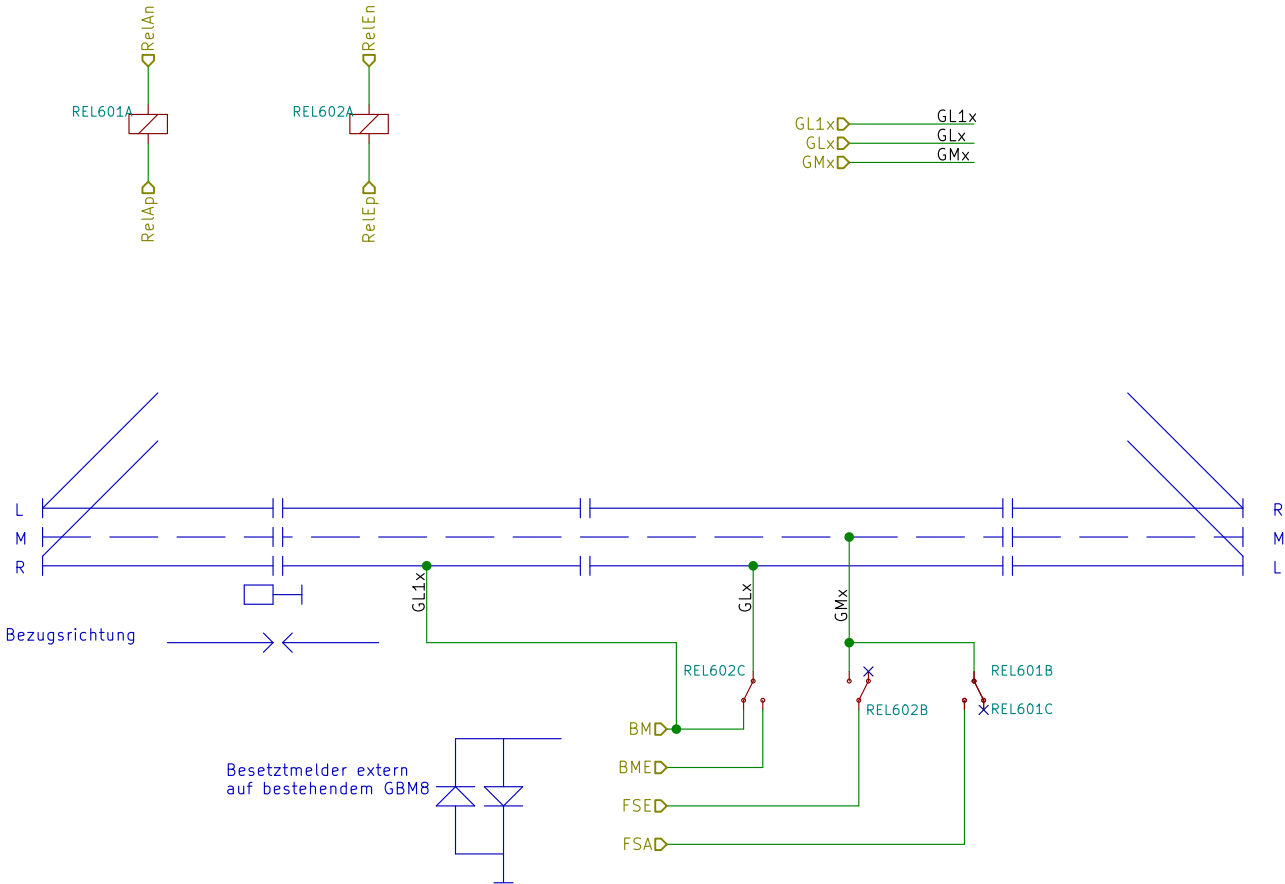 RelAn
RelEn
REL601A
REL602A
RelAp
RelEp
GL1x GL1x
GLx GLx
GMx GMx
L R
M M
R L
GL1x
GLx
GMx
Bezugsrichtung
REL602C
REL601B
REL602B
REL601C
BM
BME
Besetztmelder extern
auf bestehendem GBM8
FSE
FSA